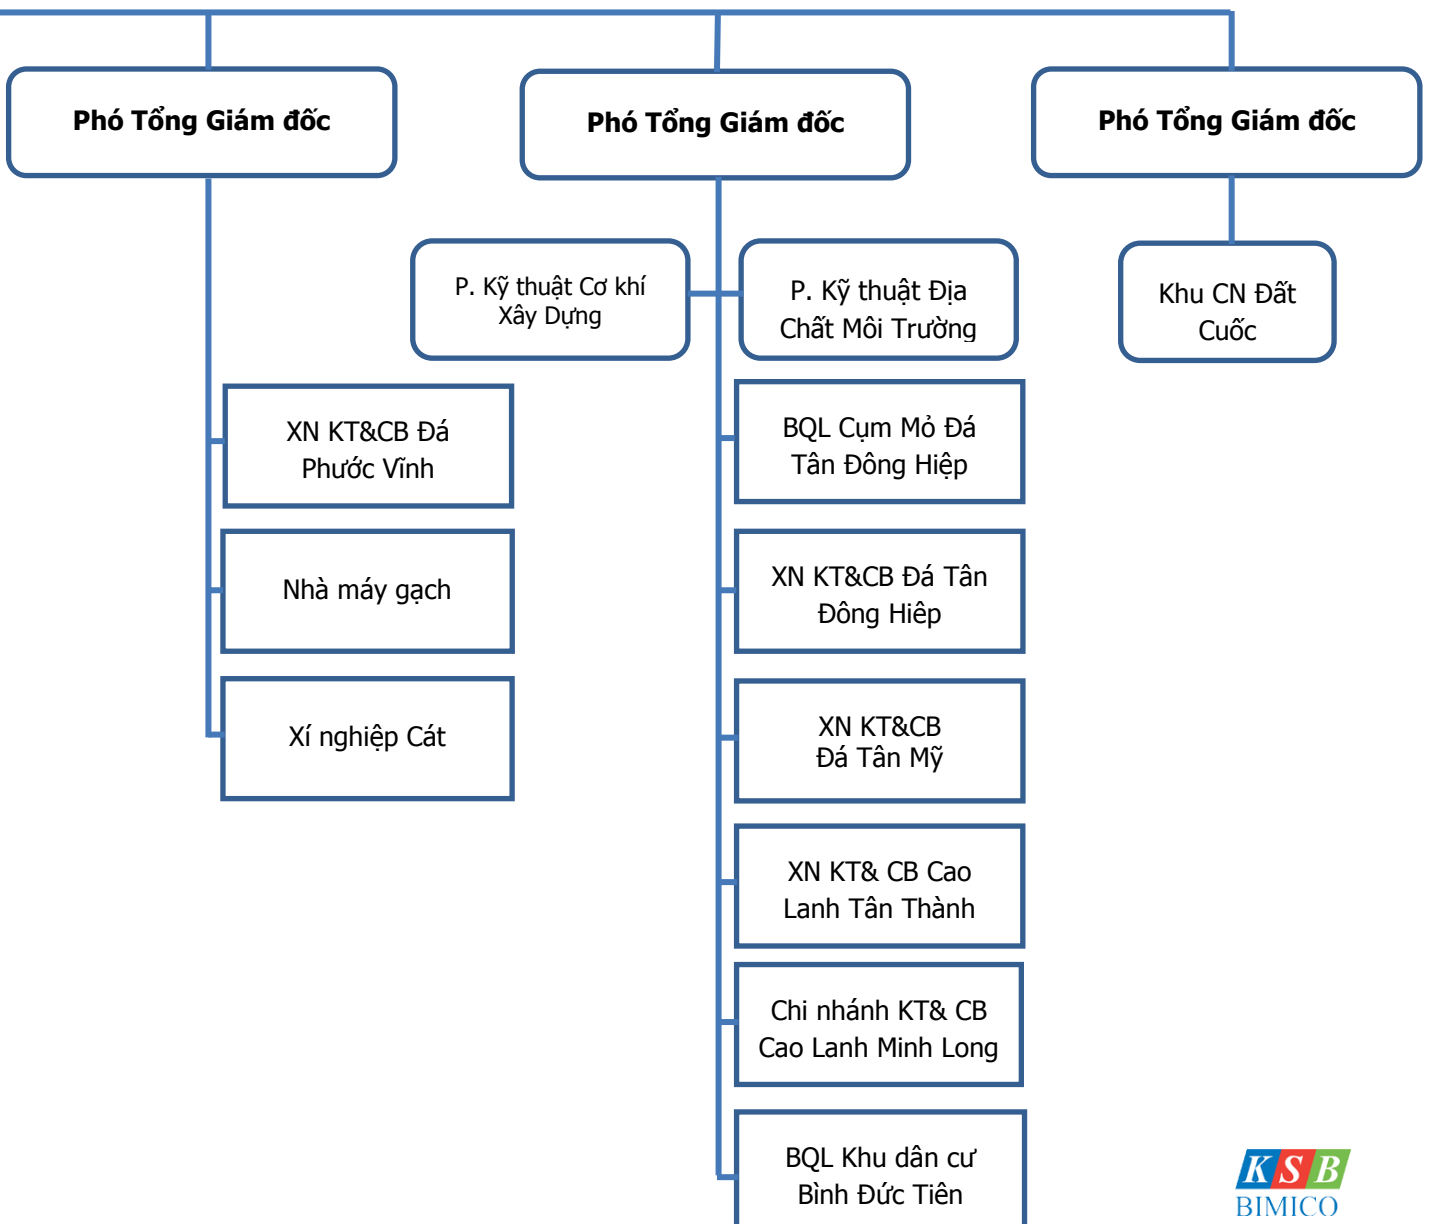 Phó Tổng Giám đốc
Phó Tổng Giám đốc
Phó Tổng Giám đốc
P. Kỹ thuật Cơ khí
Xây Dựng
P. Kỹ thuật Địa
Chất Môi Trường
Khu CN Đất
Cuốc
XN KT&CB Đá
Phước Vĩnh
Nhà máy gạch
Xí nghiệp Cát
BQL Cụm Mỏ Đá
Tân Đông Hiệp
XN KT&CB Đá Tân
Đông Hiêp
XN KT&CB
Đá Tân Mỹ
XN KT& CB Cao
Lanh Tân Thành
Chi nhánh KT& CB
Cao Lanh Minh Long
BQL Khu dân cư
Bình Đức Tiên
KSB
BIMICO